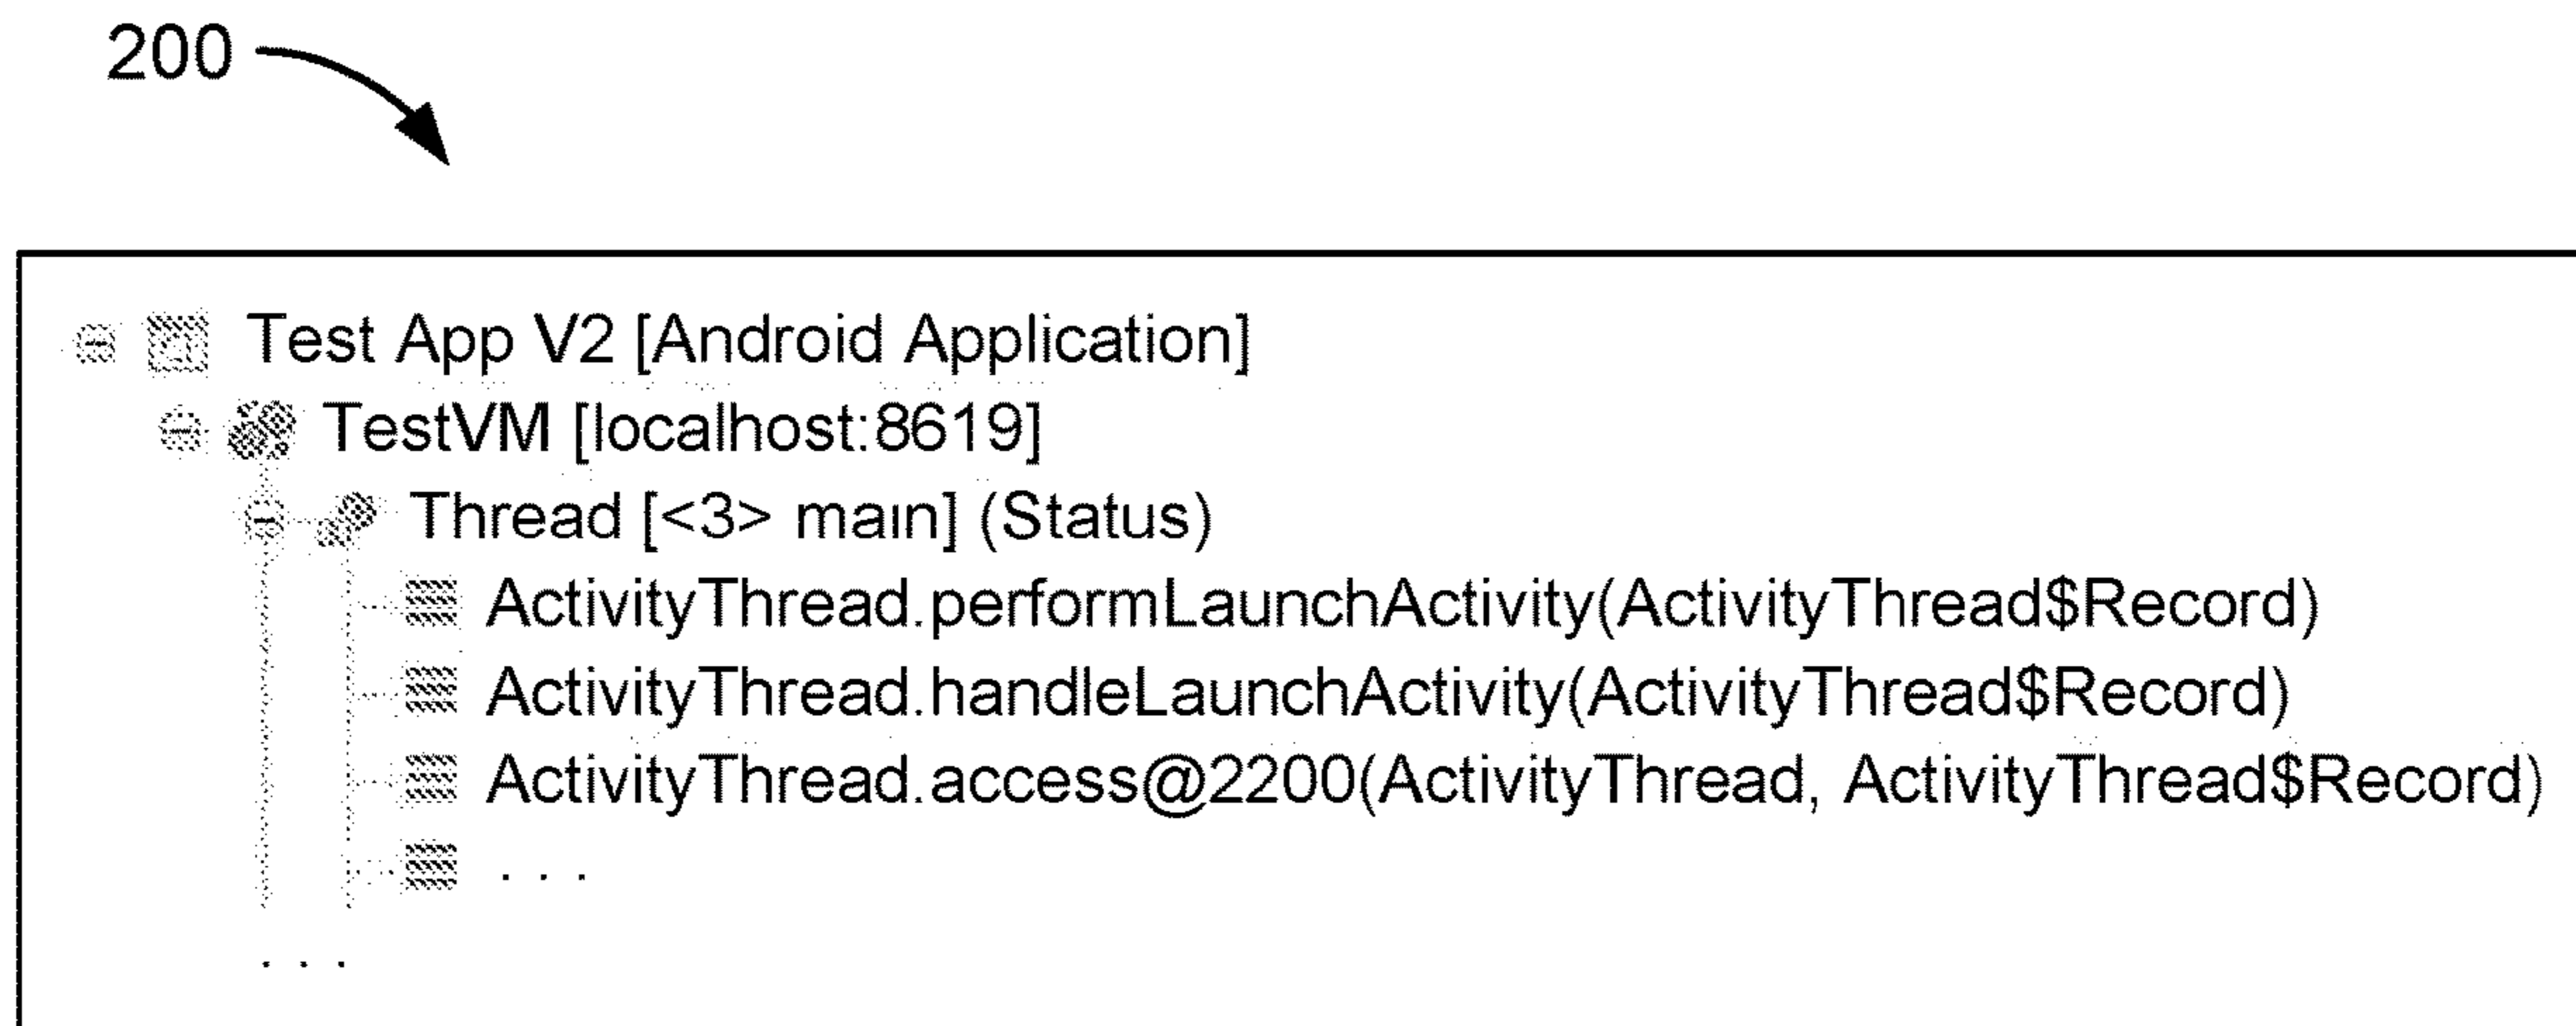 200
Test App V2 [Android Application]
TestVM [localhost:8619]
Thread [<3> main] (Status)
ActivityThread.performLaunchActivity(ActivityThread$Record)
ActivityThread.handleLaunchActivity(ActivityThread$Record)
ActivityThread.access@2200(ActivityThread, ActivityThread$Record)
. . .
. . .